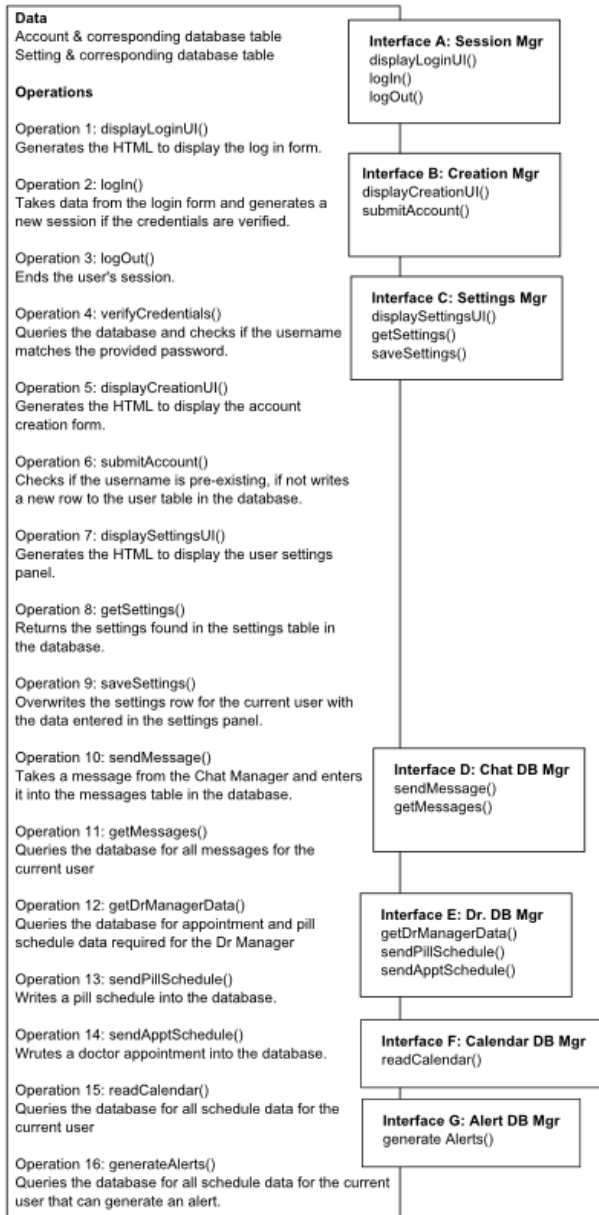 Data
Account & corresponding database table
Setting & corresponding database table
Operations
Operation 1: displayLoginUI()
Generates the HTML to display the log in form.
Operation 2: logIn()
Takes data from the login form and generates a
new session if the credentials are verified.
Operation 3: logOut()
Ends the user's session.
Operation 4: verifyCredentials()
Queries the database and checks if the username
matches the provided password.
Operation 5: displayCreationUI()
Generates the HTML to display the account
creation form.
Operation 6: submitAccount()
Checks if the username is pre-existing, if not writes
a new row to the user table in the database.
Operation 7: displaySettingsUI()
Generates the HTML to display the user settings
panel.
Operation 8: getSettings()
Returns the settings found in the settings table in
the database.
Operation 9: saveSettings()
Overwrites the settings row for the current user with
the data entered in the settings panel.
Operation 10: sendMessage()
Takes a message from the Chat Manager and enters
it into the messages table in the database.
Operation 11: getMessages()
Queries the database for all messages for the
current user
Operation 12: getDrManagerData()
Queries the database for appointment and pill
schedule data required for the Dr Manager
Operation 13: sendPillSchedule()
Writes a pill schedule into the database.
Operation 14: sendApptSchedule()
Wrutes a doctor appointment into the database.
Operation 15: readCalendar()
Queries the database for all schedule data for the
current user
Operation 16: generateAlerts()
Queries the database for all schedule data for the current
user that can generate an alert.
Interface A: Session Mgr
displayLoginUI()
logIn()
logOut()
Interface B: Creation Mgr
displayCreationUI()
submitAccount()
Interface C: Settings Mgr
displaySettingsUI()
getSettings()
saveSettings()
Interface D: Chat DB Mgr
sendMessage()
getMessages()
Interface E: Dr. DB Mgr
getDrManagerData()
sendPillSchedule()
sendApptSchedule()
Interface F: Calendar DB Mgr
readCalendar()
Interface G: Alert DB Mgr
generate Alerts()